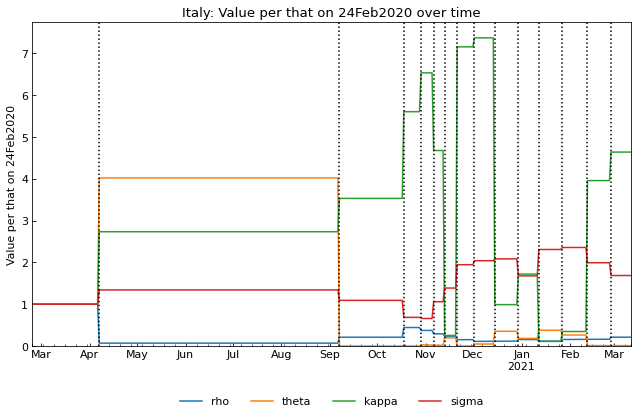 Italy: Value per that on 24Feb2020 over time
Value per that on 24Feb2020
7
6
5
4
3
2
1
0
Mar Apr May Jun Jul Aug Sep Oct Nov Dec Jan Feb Mar
2021
rho theta kappa sigma